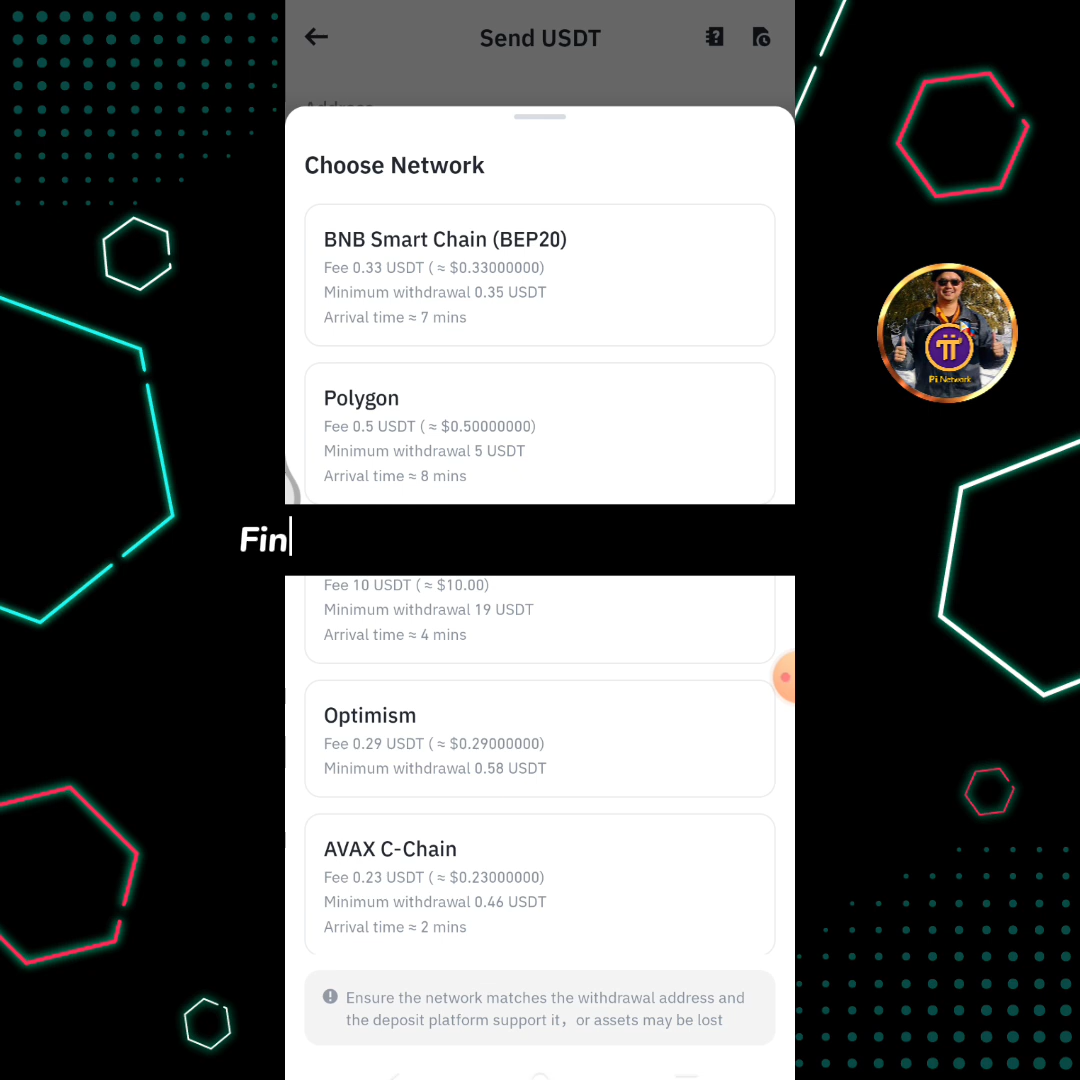 Send USDT
Choose Network
BNB Smart Chain (BEP20)
Fee 0.33 USDT ( ≈ $0.33000000)
Minimum withdrawal 0.35 USDT
Arrival time ≈ 7 mins
Polygon
Fee 0.5 USDT ( ≈ $0.50000000)
Minimum withdrawal 5 USDT
Arrival time ≈ 8 mins
Fin
Fee 10 USDT ( ≈ $10.00)
Minimum withdrawal 19 USDT
Arrival time ≈ 4 mins
Optimism
Fee 0.29 USDT ( ≈ $0.29000000)
Minimum withdrawal 0.58 USDT
AVAX C-Chain
Fee 0.23 USDT ( ≈ $0.23000000)
Minimum withdrawal 0.46 USDT
Arrival time ≈ 2 mins
Ensure the network matches the withdrawal address and
the deposit platform support it，or assets may be lost
Pi Network